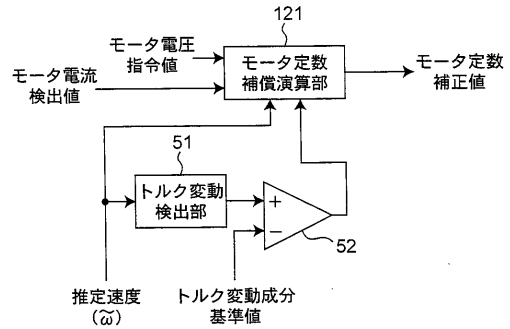 121
モータ電圧
指令値
モータ電流
検出値
モータ定数
補償演算部
モータ定数
補正値
51
トルク変動
検出部
+
−
52
推定速度
(ω̃)
トルク変動成分
基準値